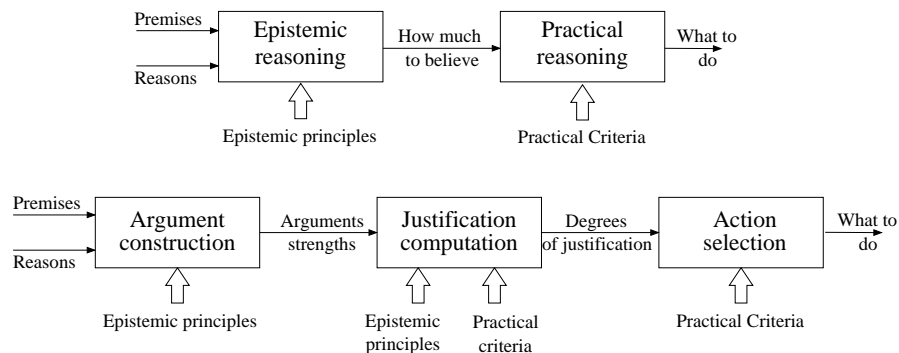 Premises
Reasons
Epistemic
reasoning
How much
to believe
Practical
reasoning
What to
do
Epistemic principles
Practical Criteria
Premises
Reasons
Argument
construction
Arguments
strengths
Justification
computation
Degrees
of justification
Action
selection
What to
do
Epistemic principles
Epistemic
principles
Practical
criteria
Practical Criteria